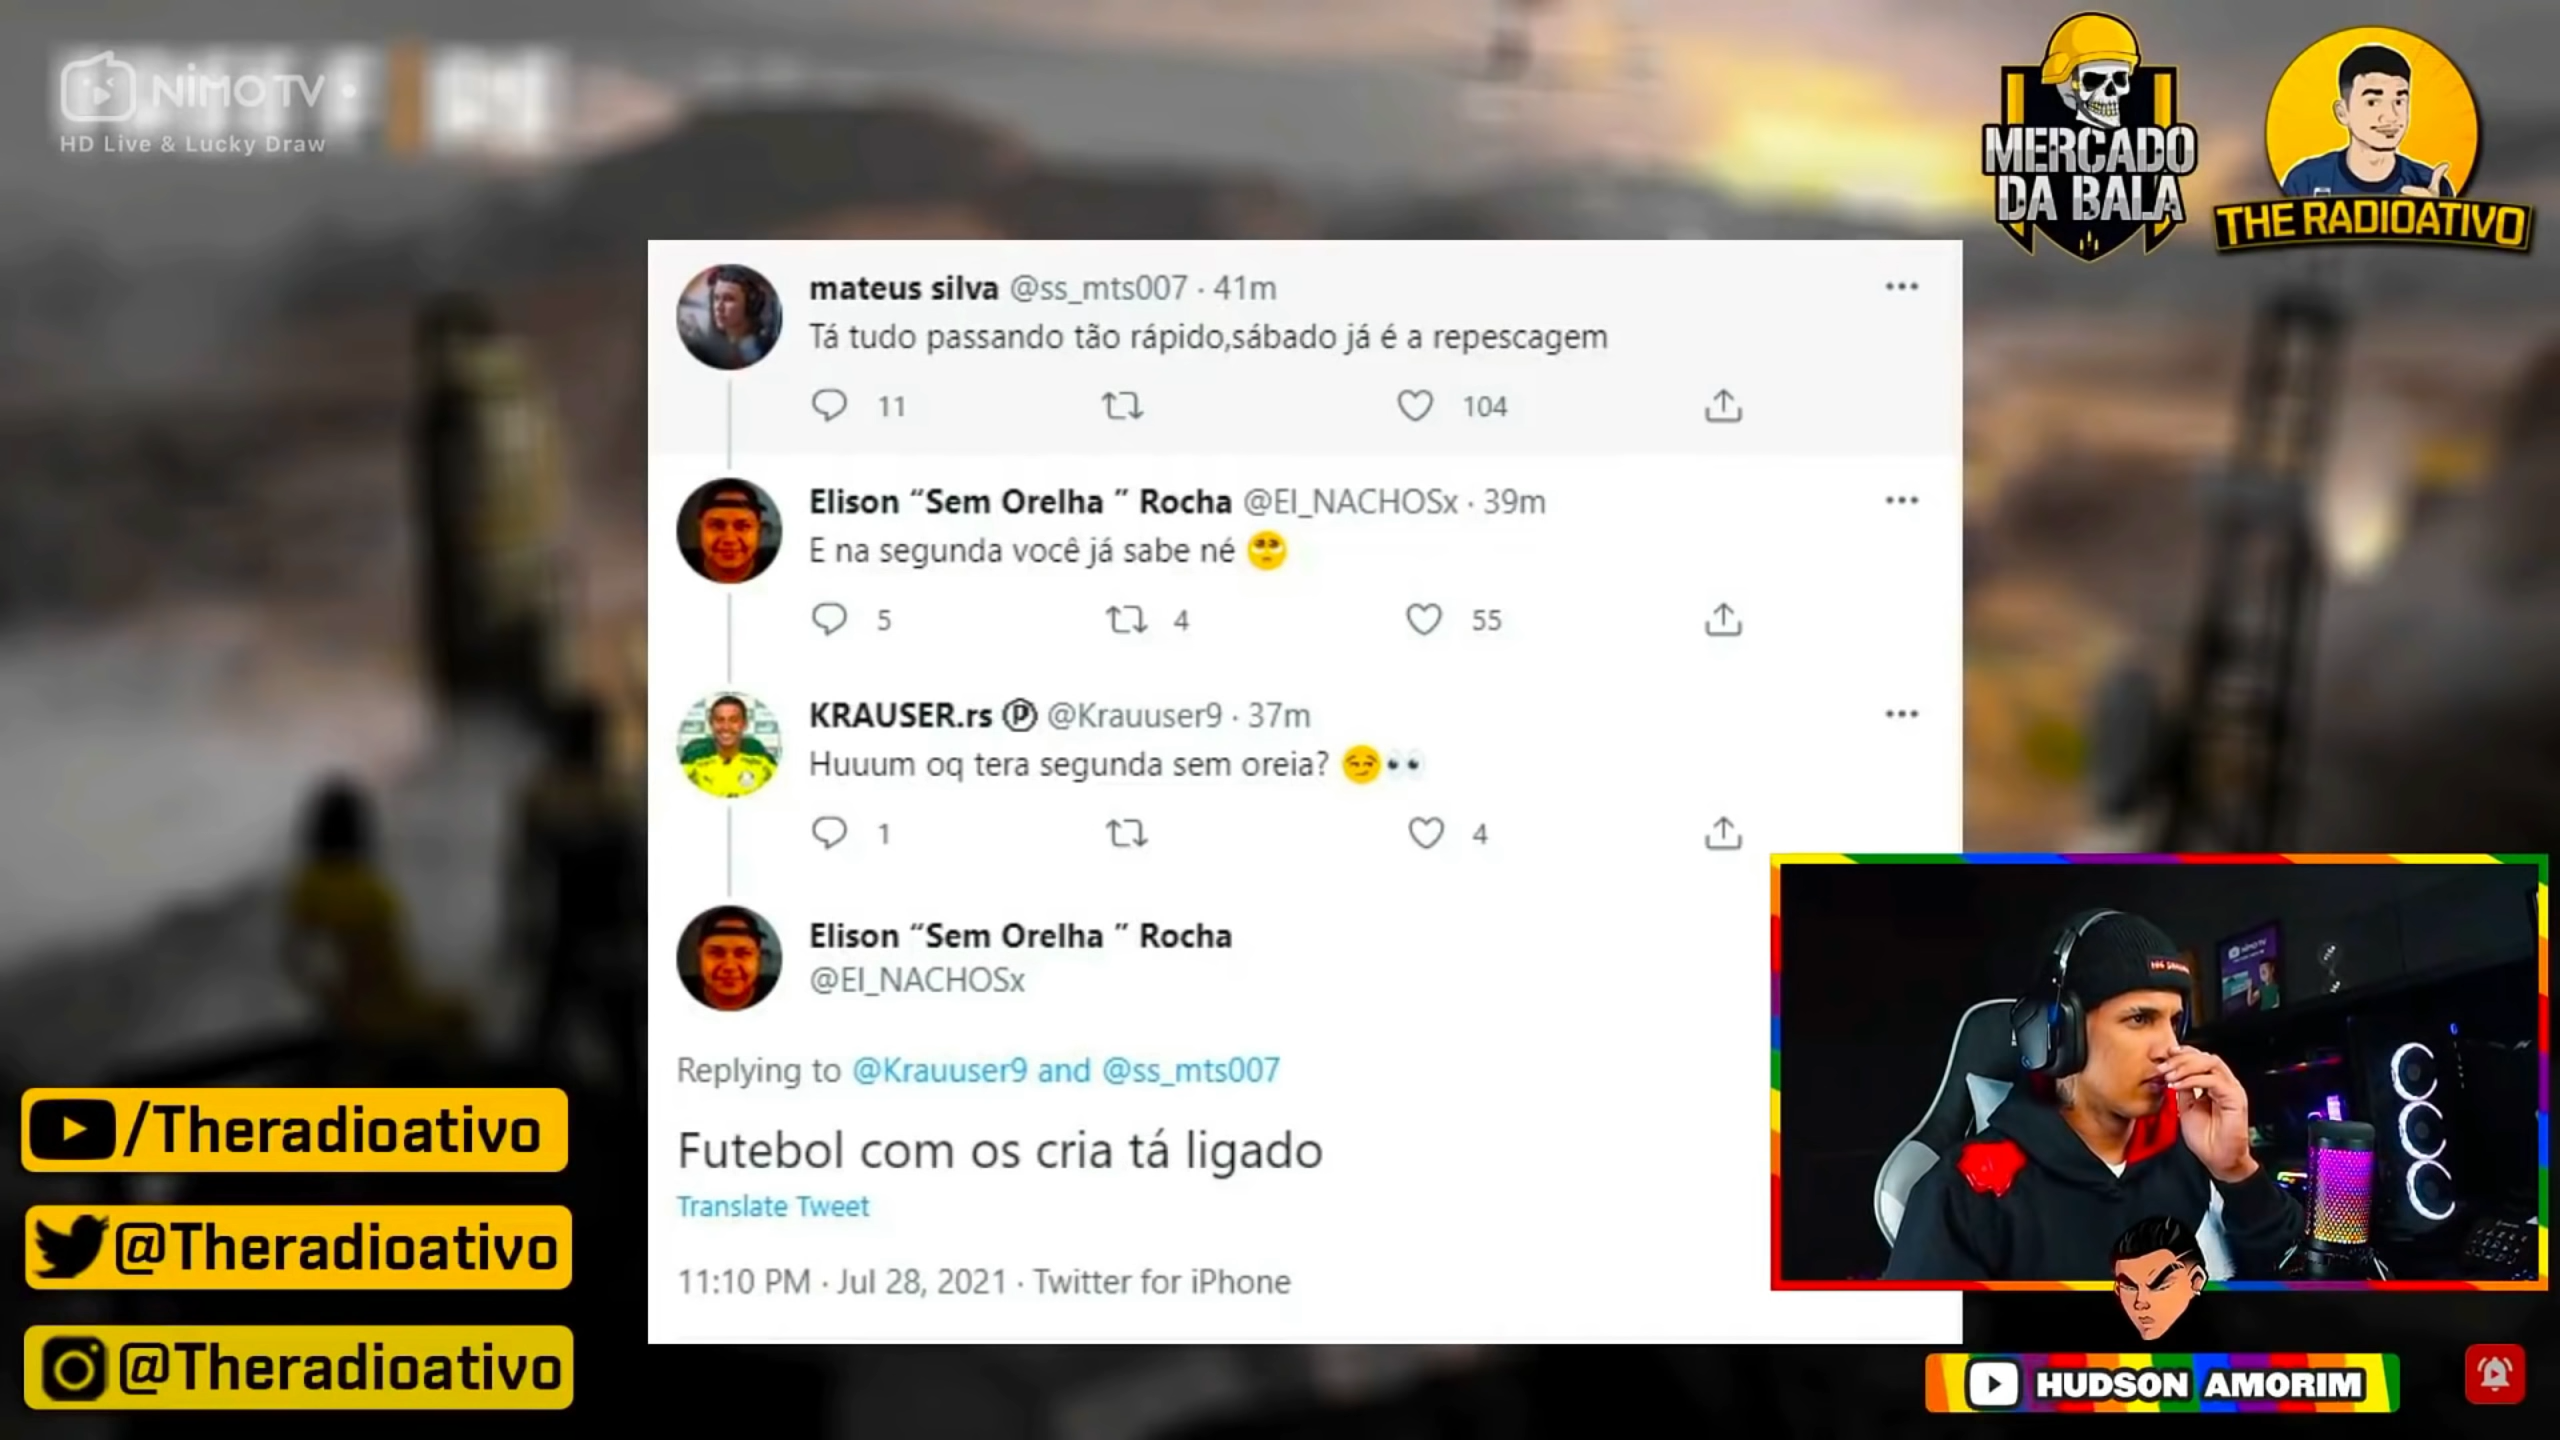 NIMO TV
HD Live & Lucky Draw
MERCADO
DA BALA
THE RADIOATIVO
mateus silva @ss_mts007 · 41m
Tá tudo passando tão rápido,sábado já é a repescagem
11 104
Elison “Sem Orelha ” Rocha @El_NACHOSx · 39m
E na segunda você já sabe né 🥺
5 4 55
KRAUSER.rs Ⓟ @Krauuser9 · 37m
Huuum oq tera segunda sem oreia? 😏👀
1 4
Elison “Sem Orelha ” Rocha
@El_NACHOSx
Replying to @Krauuser9 and @ss_mts007
Futebol com os cria tá ligado
Translate Tweet
11:10 PM · Jul 28, 2021 · Twitter for iPhone
/Theradioativo
@Theradioativo
@Theradioativo
NIMO TV
HUDSON AMORIM